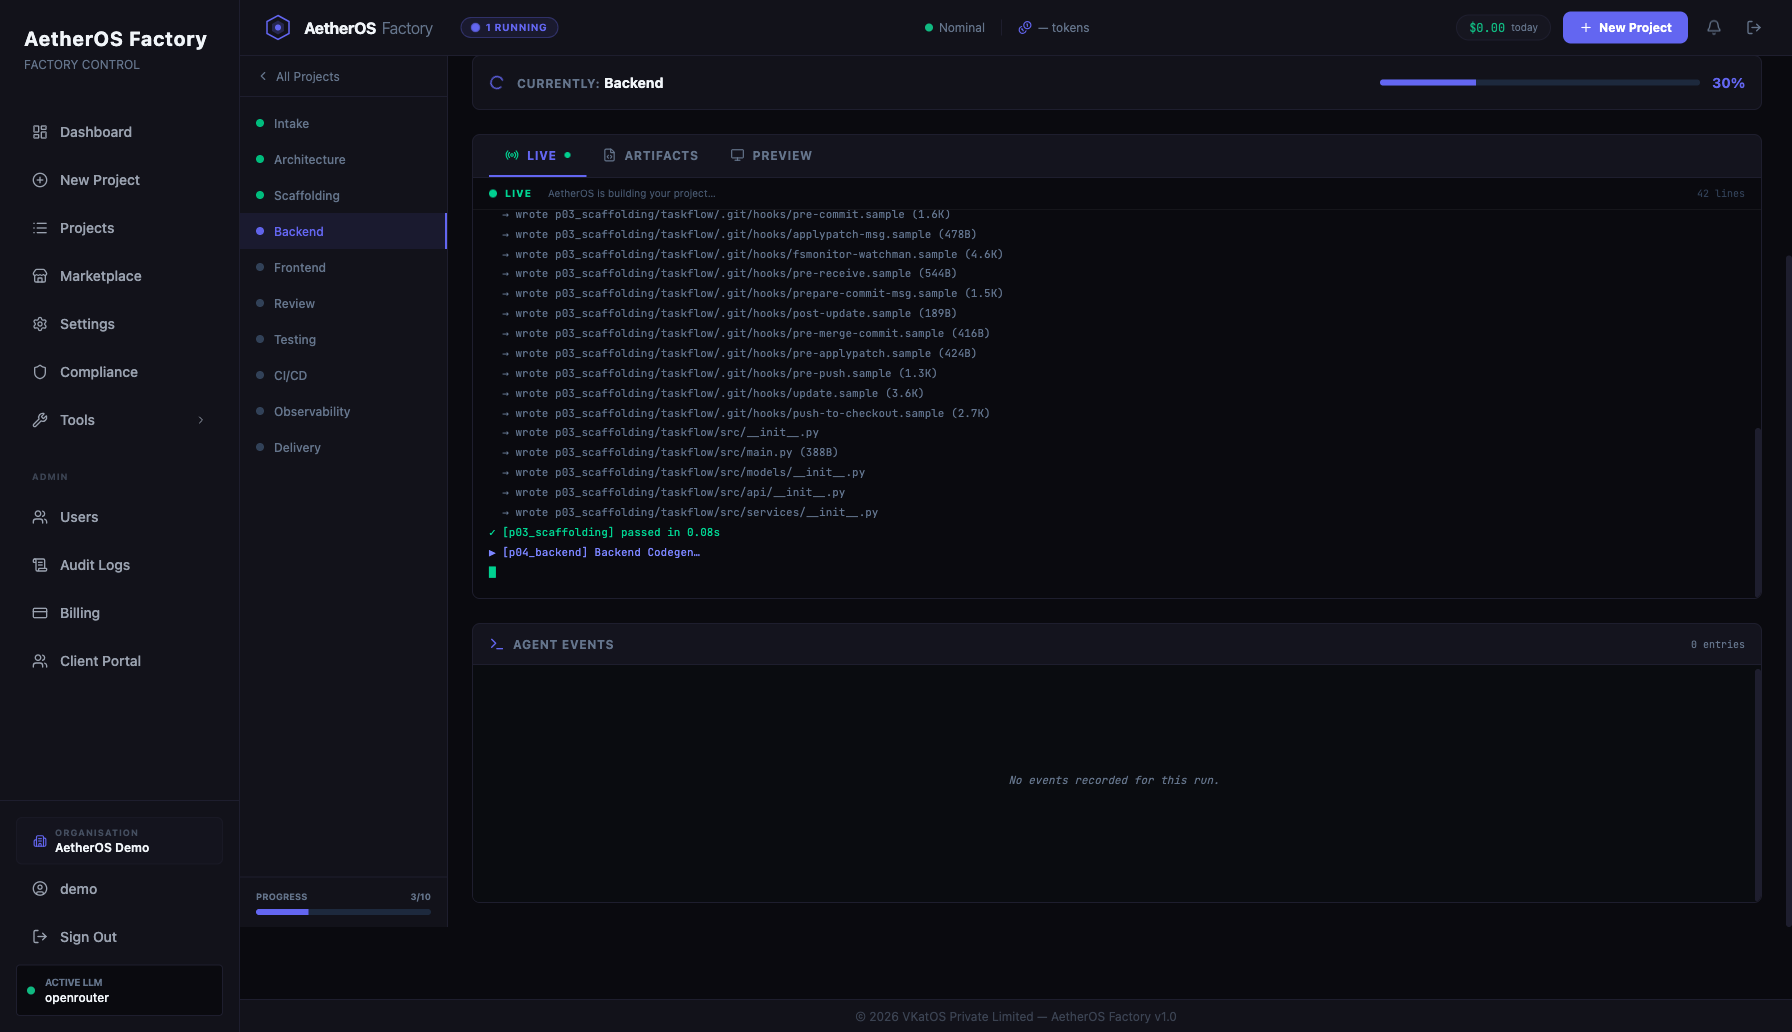 AetherOS Factory
FACTORY CONTROL
Dashboard
New Project
Projects
Marketplace
Settings
Compliance
Tools
ADMIN
Users
Audit Logs
Billing
Client Portal
ORGANISATION
AetherOS Demo
demo
Sign Out
ACTIVE LLM
openrouter
AetherOS Factory
1 RUNNING
Nominal
— tokens
$0.00 today
+ New Project
All Projects
Intake
Architecture
Scaffolding
Backend
Frontend
Review
Testing
CI/CD
Observability
Delivery
PROGRESS 3/10
CURRENTLY: Backend
30%
LIVE
ARTIFACTS
PREVIEW
LIVE AetherOS is building your project… 42 lines
→ wrote p03_scaffolding/taskflow/.git/hooks/pre-commit.sample (1.6K)
→ wrote p03_scaffolding/taskflow/.git/hooks/applypatch-msg.sample (478B)
→ wrote p03_scaffolding/taskflow/.git/hooks/fsmonitor-watchman.sample (4.6K)
→ wrote p03_scaffolding/taskflow/.git/hooks/pre-receive.sample (544B)
→ wrote p03_scaffolding/taskflow/.git/hooks/prepare-commit-msg.sample (1.5K)
→ wrote p03_scaffolding/taskflow/.git/hooks/post-update.sample (189B)
→ wrote p03_scaffolding/taskflow/.git/hooks/pre-merge-commit.sample (416B)
→ wrote p03_scaffolding/taskflow/.git/hooks/pre-applypatch.sample (424B)
→ wrote p03_scaffolding/taskflow/.git/hooks/pre-push.sample (1.3K)
→ wrote p03_scaffolding/taskflow/.git/hooks/update.sample (3.6K)
→ wrote p03_scaffolding/taskflow/.git/hooks/push-to-checkout.sample (2.7K)
→ wrote p03_scaffolding/taskflow/src/__init__.py
→ wrote p03_scaffolding/taskflow/src/main.py (388B)
→ wrote p03_scaffolding/taskflow/src/models/__init__.py
→ wrote p03_scaffolding/taskflow/src/api/__init__.py
→ wrote p03_scaffolding/taskflow/src/services/__init__.py
✓ [p03_scaffolding] passed in 0.08s
▶ [p04_backend] Backend Codegen…
AGENT EVENTS
0 entries
No events recorded for this run.
© 2026 VKatOS Private Limited — AetherOS Factory v1.0